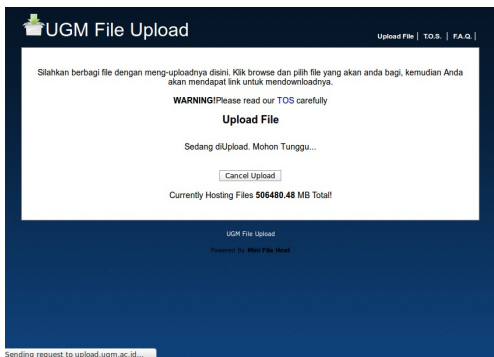 UGM File Upload
Upload File | T.O.S. | F.A.Q. |
Silahkan berbagi file dengan meng-uploadnya disini. Klik browse dan pilih file yang akan anda bagi, kemudian Anda
akan mendapat link untuk mendownloadnya.
WARNING!Please read our TOS carefully
Upload File
Sedang diUpload. Mohon Tunggu...
Cancel Upload
Currently Hosting Files 506480.48 MB Total!
UGM File Upload
Powered By Mini File Host
Sending request to upload.ugm.ac.id...